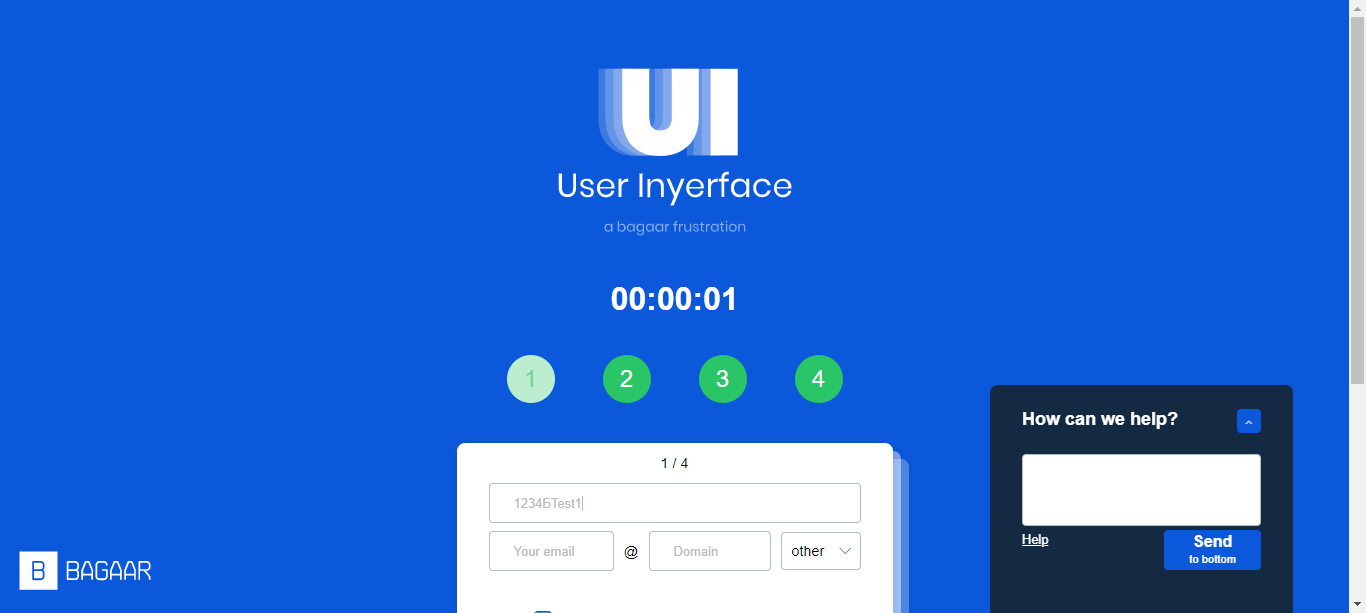 UI
User Inyerface
a bagaar frustration
00:00:01
1
2
3
4
1 / 4
1234БTest1
Your email
@
Domain
other
How can we help?
Help
Send
to bottom
B BAGAAR